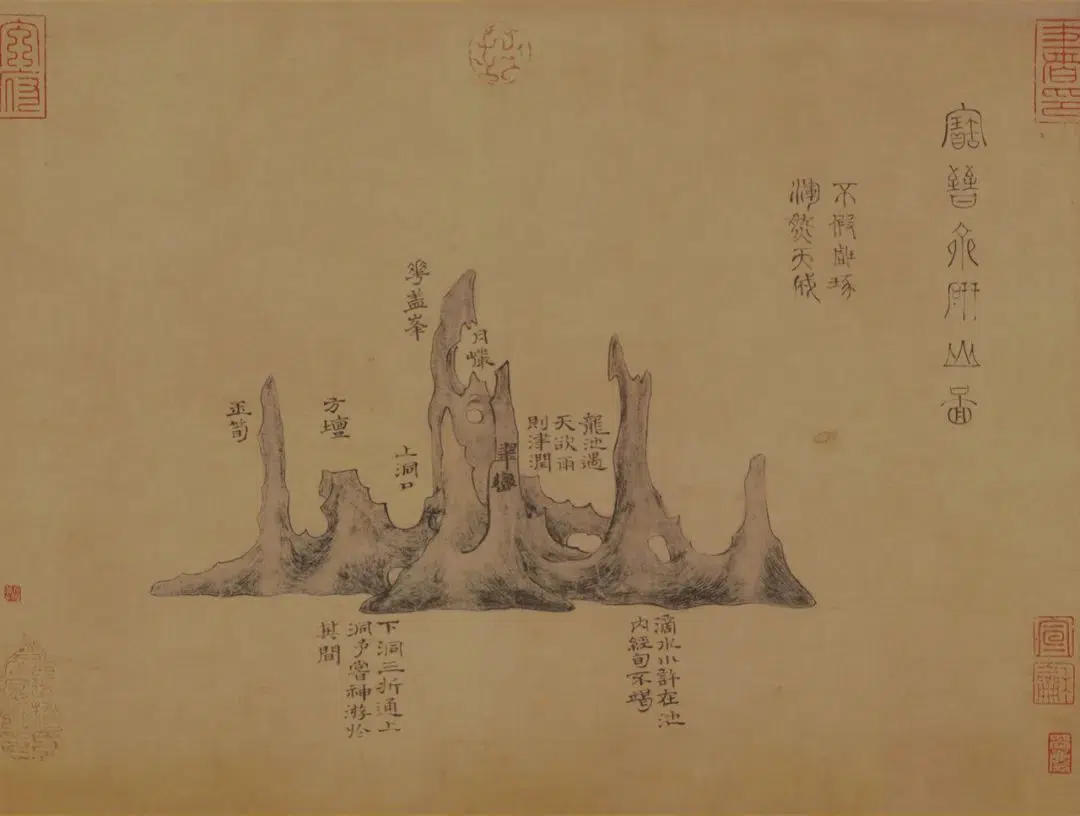 寶晉齋研山圖
不假雕琢
渾然天成
華蓋峯
月巖
翠巒
方壇
玉筍
上洞口
龍池遇
天欲雨
則津潤
下洞三折通上
洞予嘗神遊於
其間
滴水小許在池
內經旬不竭